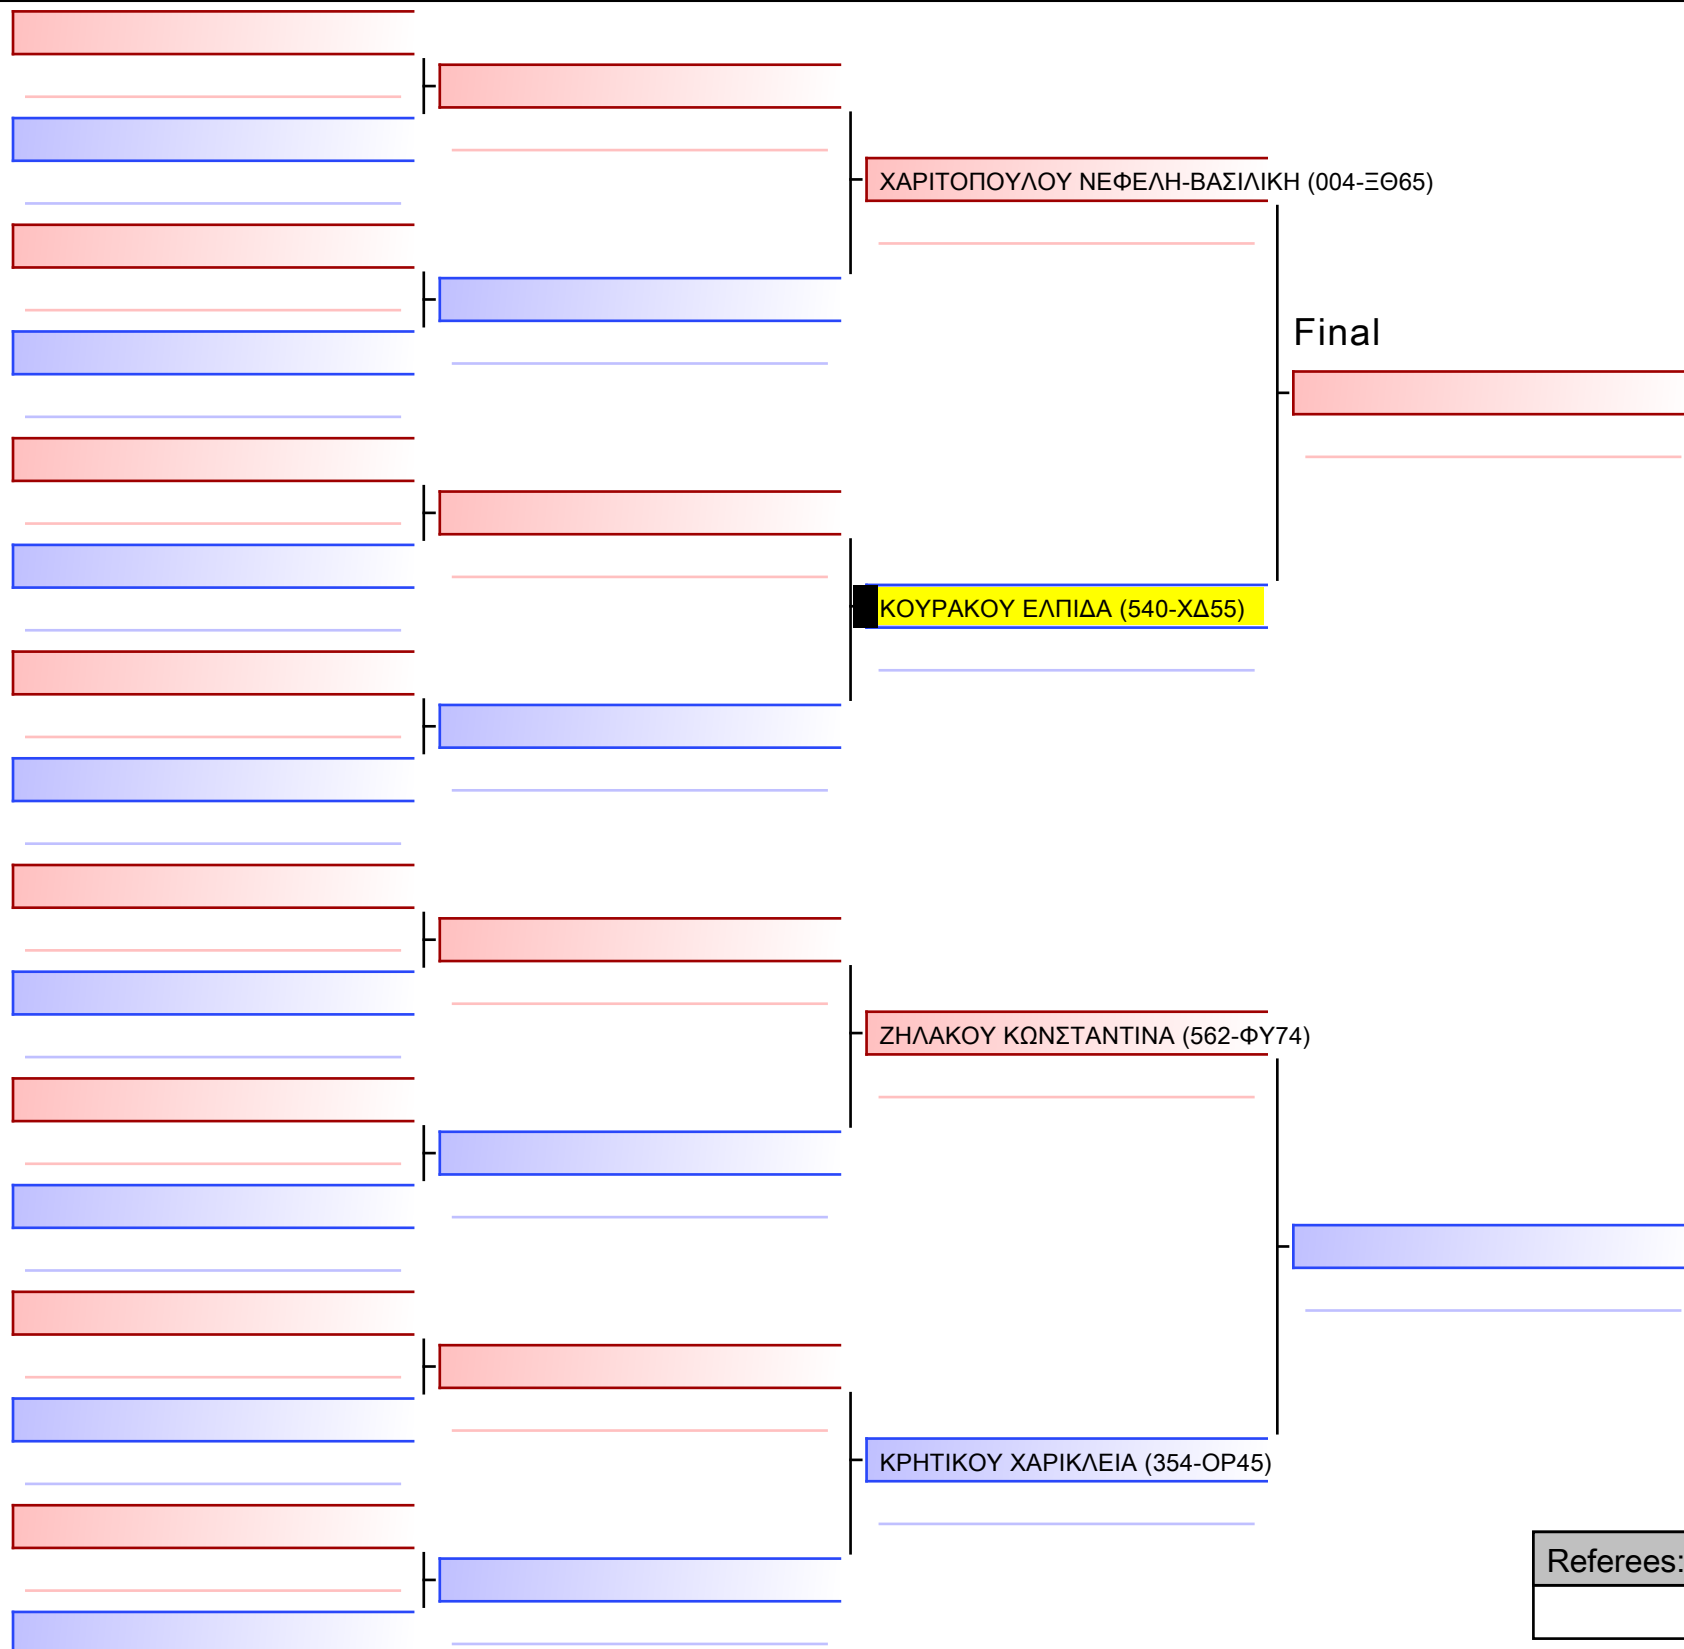 ΧΑΡΙΤΟΠΟΥΛΟΥ ΝΕΦΕΛΗ-ΒΑΣΙΛΙΚΗ (004-ΞΘ65)
Final
ΚΟΥΡΑΚΟΥ ΕΛΠΙΔΑ (540-ΧΔ55)
ΖΗΛΑΚΟΥ ΚΩΝΣΤΑΝΤΙΝΑ (562-ΦΥ74)
ΚΡΗΤΙΚΟΥ ΧΑΡΙΚΛΕΙΑ (354-ΟΡ45)
Referees: